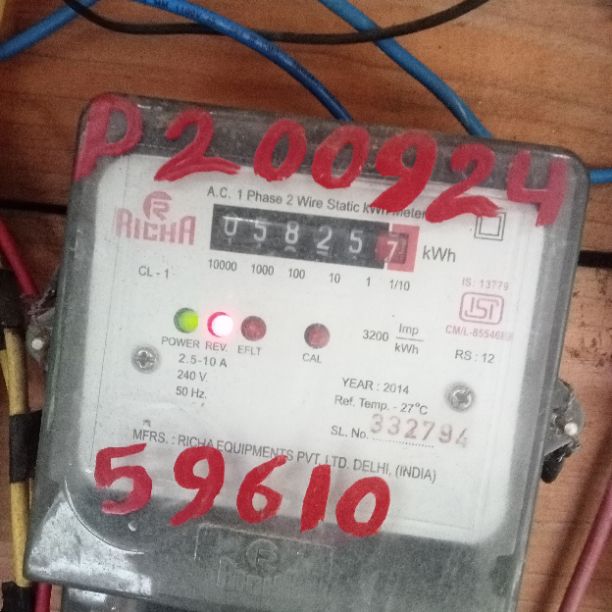 P200924
A.C. 1 Phase 2 Wire Static kWh Meter
RICHA
058257 kWh
10000 1000 100 10 1 1/10
CL - 1
IS: 13779
ISI
POWER REV. EFLT CAL
3200 Imp/kWh
RS : 12
2.5-10 A
240 V.
50 Hz.
YEAR : 2014
Ref. Temp. - 27°C
SL. No. 332794
MFRS. : RICHA EQUIPMENTS PVT. LTD. DELHI, (INDIA)
59610